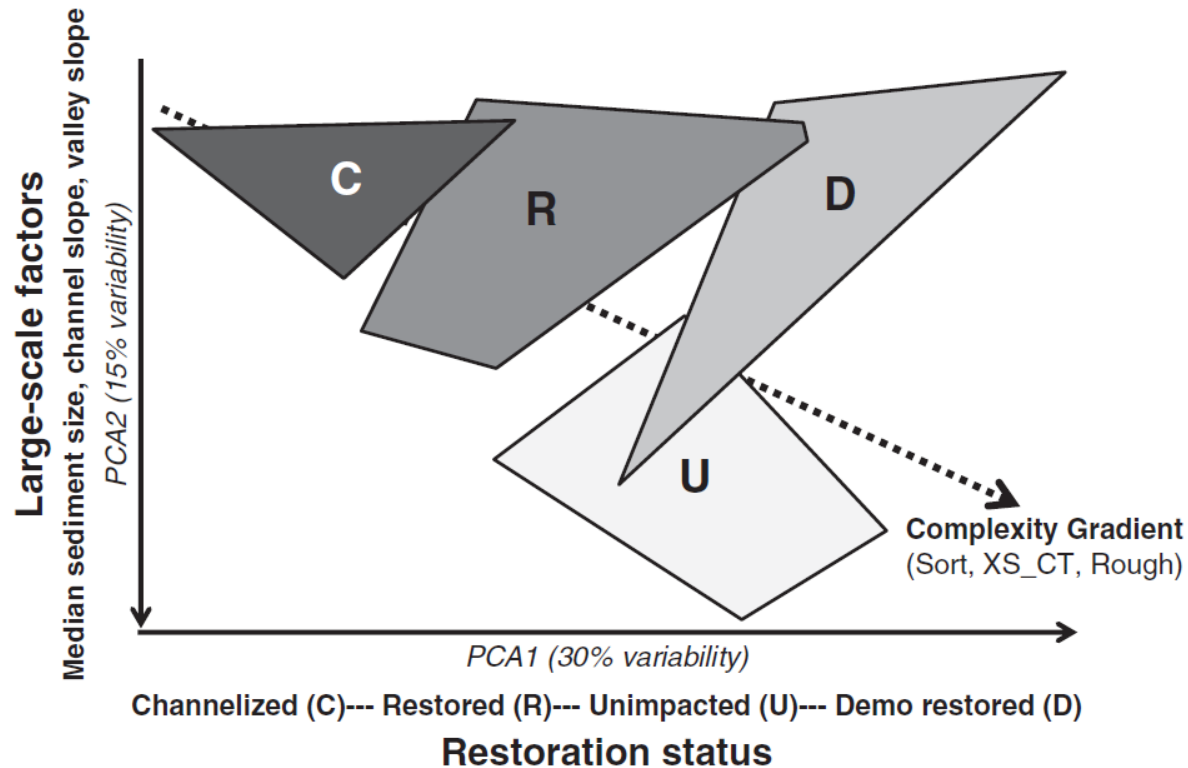 Large-scale factors
Median sediment size, channel slope, valley slope
PCA2 (15% variability)
C
R
D
U
Complexity Gradient
(Sort, XS_CT, Rough)
PCA1 (30% variability)
Channelized (C)--- Restored (R)--- Unimpacted (U)--- Demo restored (D)
Restoration status